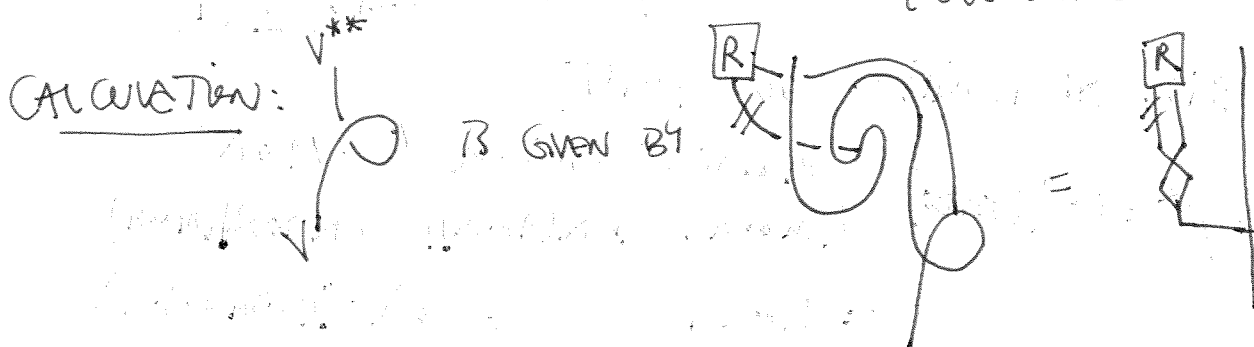 V**
CALCULATION:
IS GIVEN BY
V
R
=
R